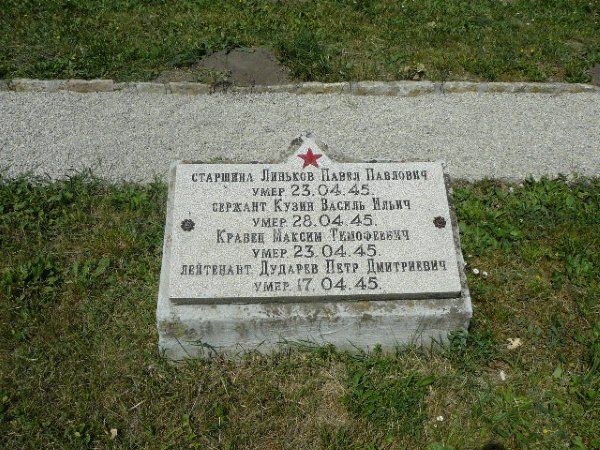 старшина Линьков Павел Павлович
умер 23.04.45.
сержант Кузин Василь Ильич
умер 28.04.45.
Кравец Максим Темофеевич
умер 23.04.45.
лейтенант Дударев Петр Дмитриевич
умер 17.04.45.